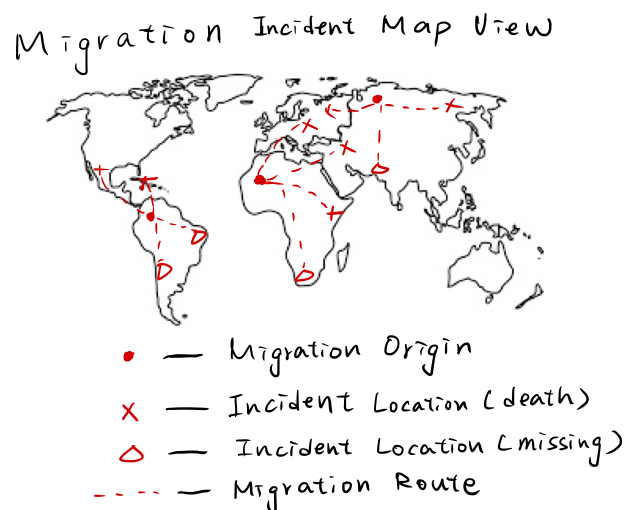 Migration Incident Map View
Migration Origin
Incident Location (death)
Incident Location (missing)
Migration Route